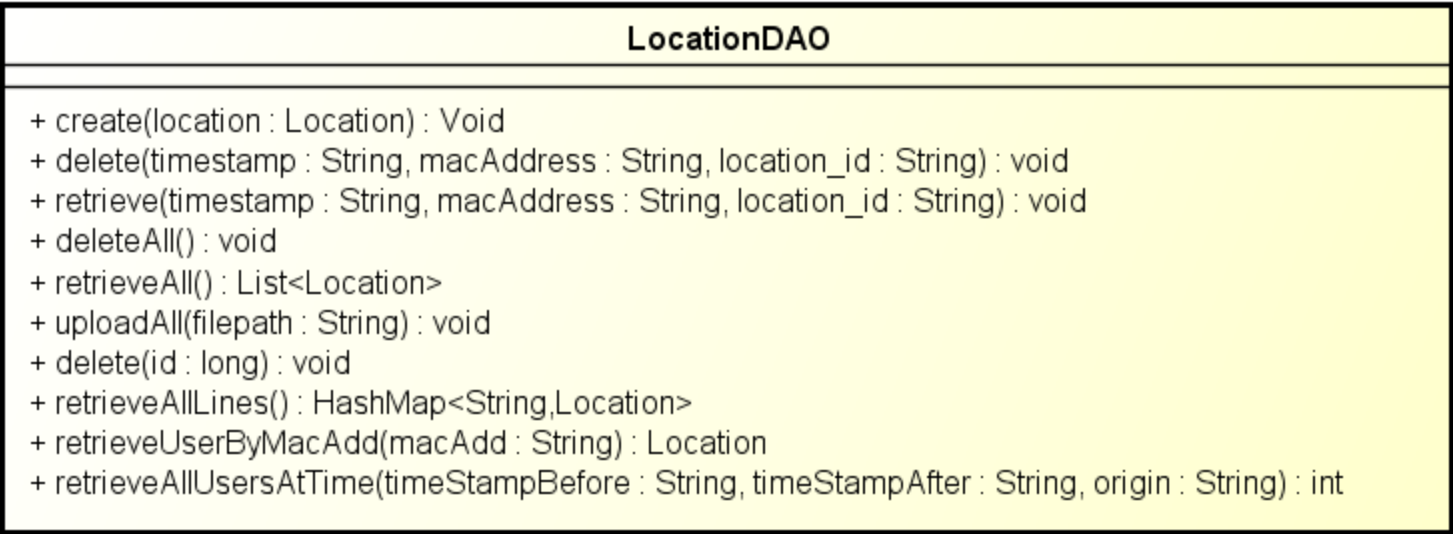 LocationDAO
+ create(location : Location) : Void
+ delete(timestamp : String, macAddress : String, location_id : String) : void
+ retrieve(timestamp : String, macAddress : String, location_id : String) : void
+ deleteAll() : void
+ retrieveAll() : List<Location>
+ uploadAll(filepath : String) : void
+ delete(id : long) : void
+ retrieveAllLines() : HashMap<String,Location>
+ retrieveUserByMacAdd(macAdd : String) : Location
+ retrieveAllUsersAtTime(timeStampBefore : String, timeStampAfter : String, origin : String) : int